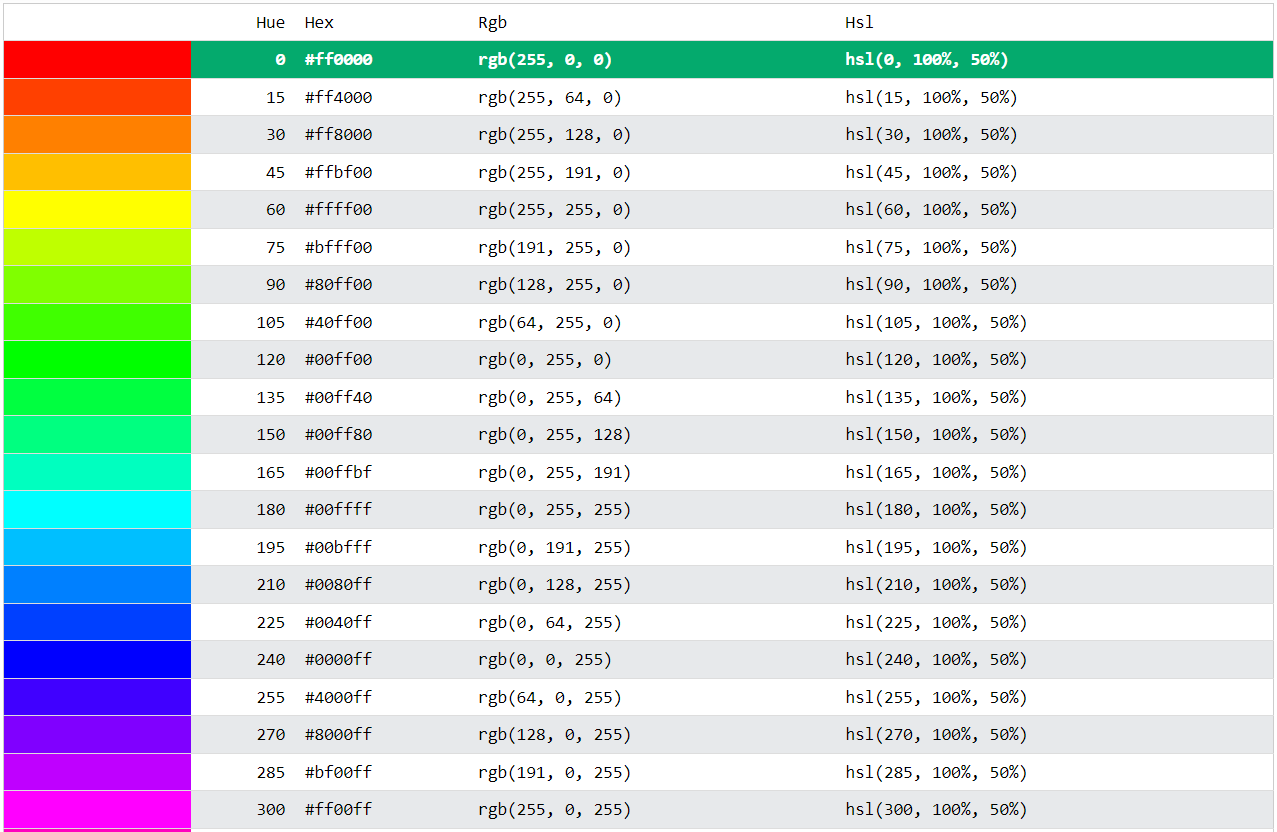 Hue Hex Rgb Hsl
0 #ff0000 rgb(255, 0, 0) hsl(0, 100%, 50%)
15 #ff4000 rgb(255, 64, 0) hsl(15, 100%, 50%)
30 #ff8000 rgb(255, 128, 0) hsl(30, 100%, 50%)
45 #ffbf00 rgb(255, 191, 0) hsl(45, 100%, 50%)
60 #ffff00 rgb(255, 255, 0) hsl(60, 100%, 50%)
75 #bfff00 rgb(191, 255, 0) hsl(75, 100%, 50%)
90 #80ff00 rgb(128, 255, 0) hsl(90, 100%, 50%)
105 #40ff00 rgb(64, 255, 0) hsl(105, 100%, 50%)
120 #00ff00 rgb(0, 255, 0) hsl(120, 100%, 50%)
135 #00ff40 rgb(0, 255, 64) hsl(135, 100%, 50%)
150 #00ff80 rgb(0, 255, 128) hsl(150, 100%, 50%)
165 #00ffbf rgb(0, 255, 191) hsl(165, 100%, 50%)
180 #00ffff rgb(0, 255, 255) hsl(180, 100%, 50%)
195 #00bfff rgb(0, 191, 255) hsl(195, 100%, 50%)
210 #0080ff rgb(0, 128, 255) hsl(210, 100%, 50%)
225 #0040ff rgb(0, 64, 255) hsl(225, 100%, 50%)
240 #0000ff rgb(0, 0, 255) hsl(240, 100%, 50%)
255 #4000ff rgb(64, 0, 255) hsl(255, 100%, 50%)
270 #8000ff rgb(128, 0, 255) hsl(270, 100%, 50%)
285 #bf00ff rgb(191, 0, 255) hsl(285, 100%, 50%)
300 #ff00ff rgb(255, 0, 255) hsl(300, 100%, 50%)